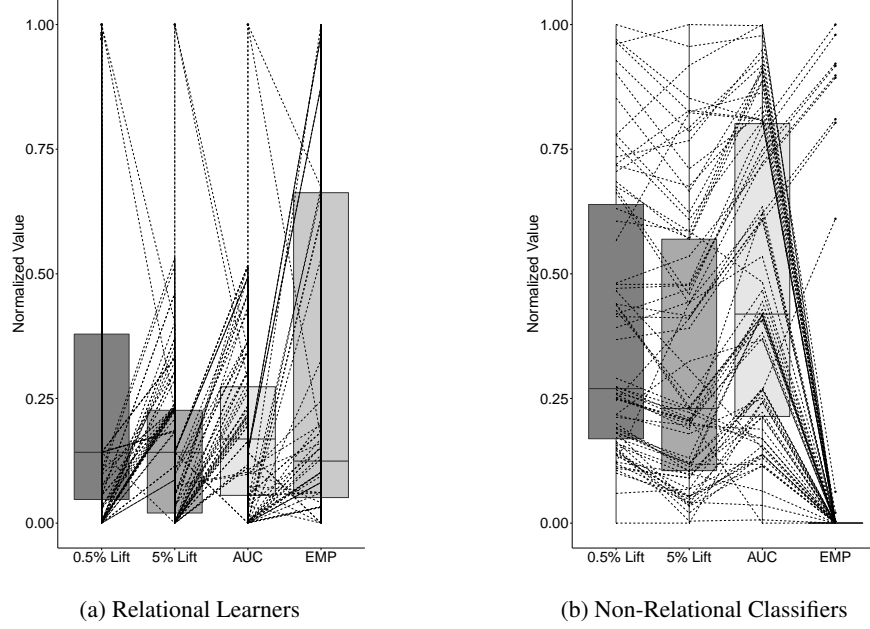 1.00
0.75
0.50
0.25
0.00
Normalized Value
0.5% Lift 5% Lift AUC EMP
(a) Relational Learners
1.00
0.75
0.50
0.25
0.00
Normalized Value
0.5% Lift 5% Lift AUC EMP
(b) Non-Relational Classifiers